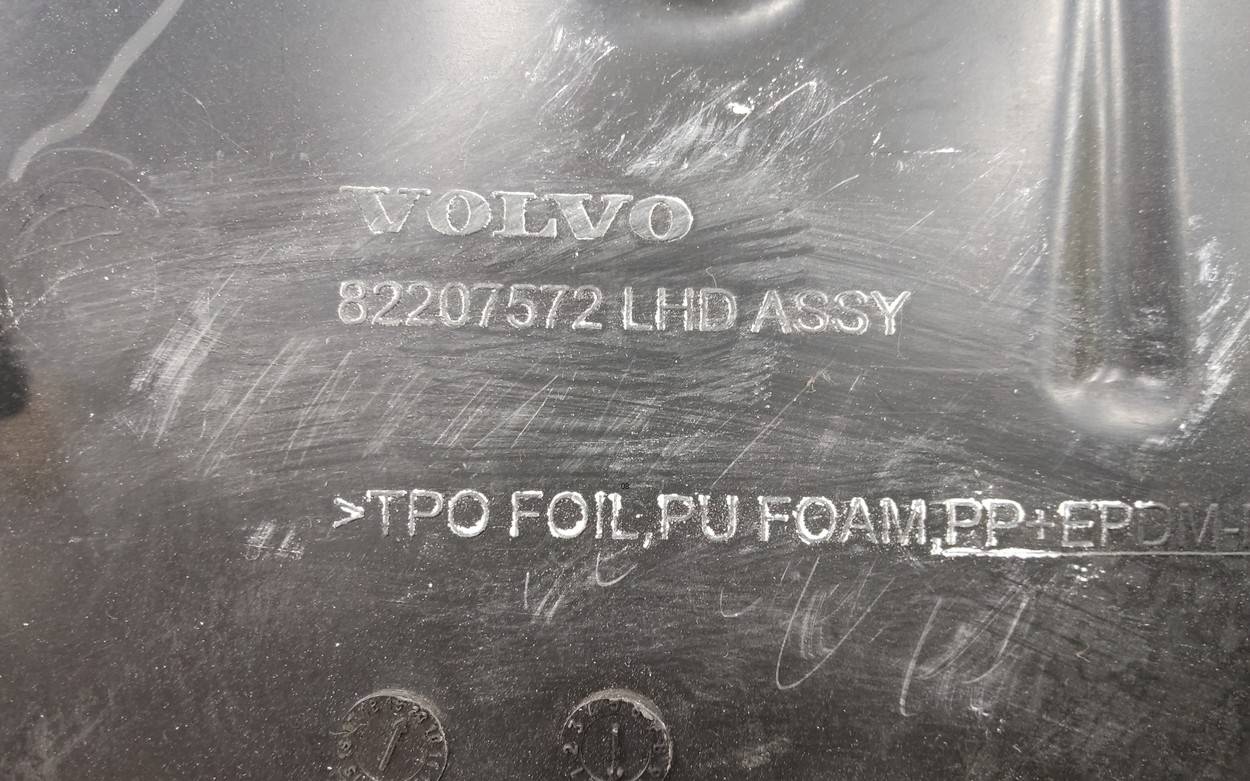 VOLVO
82207572 LHD ASSY
>TPO FOIL,PU FOAM,PP+EPDM-